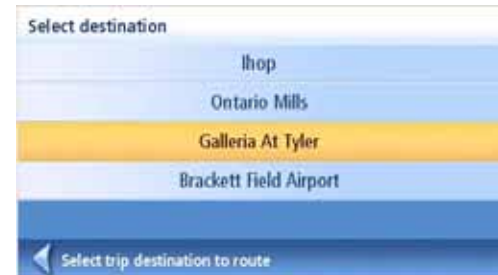 Select destination
Ihop
Ontario Mills
Galleria At Tyler
Brackett Field Airport
Select trip destination to route